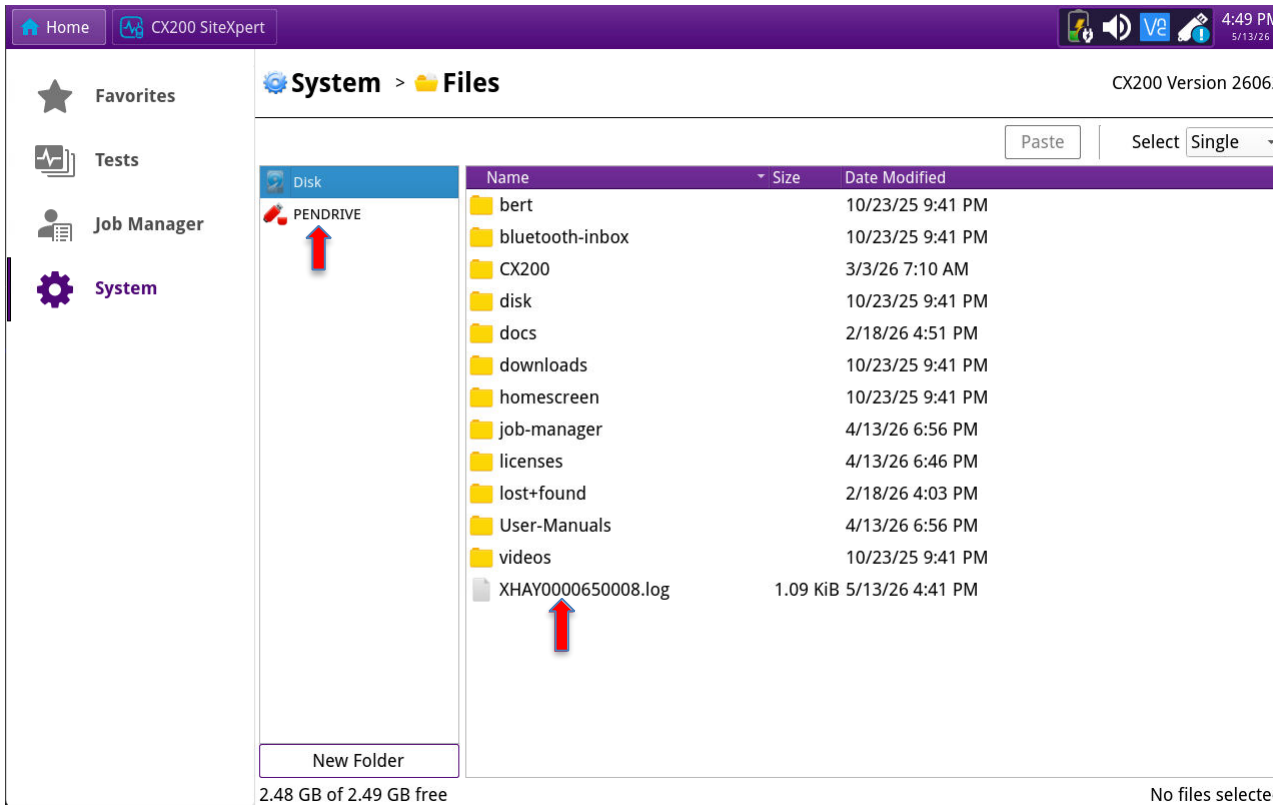 Home CX200 SiteXpert 4:49 PM
5/13/26
Favorites
Tests
Job Manager
System
System > Files
CX200 Version 2606
Paste Select Single
Disk
PENDRIVE
Name Size Date Modified
bert 10/23/25 9:41 PM
bluetooth-inbox 10/23/25 9:41 PM
CX200 3/3/26 7:10 AM
disk 10/23/25 9:41 PM
docs 2/18/26 4:51 PM
downloads 10/23/25 9:41 PM
homescreen 10/23/25 9:41 PM
job-manager 4/13/26 6:56 PM
licenses 4/13/26 6:46 PM
lost+found 2/18/26 4:03 PM
User-Manuals 4/13/26 6:56 PM
videos 10/23/25 9:41 PM
XHAY0000650008.log 1.09 KiB 5/13/26 4:41 PM
New Folder
2.48 GB of 2.49 GB free
No files selected